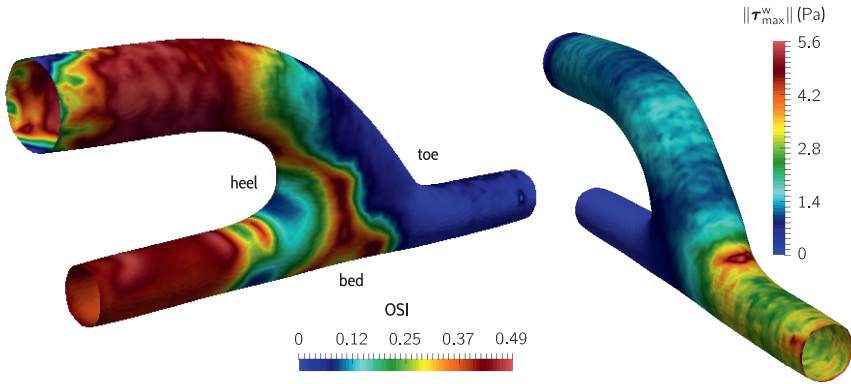 ‖τ^w_max‖ (Pa)
5.6
4.2
2.8
1.4
0
toe
heel
bed
OSI
0 0.12 0.25 0.37 0.49